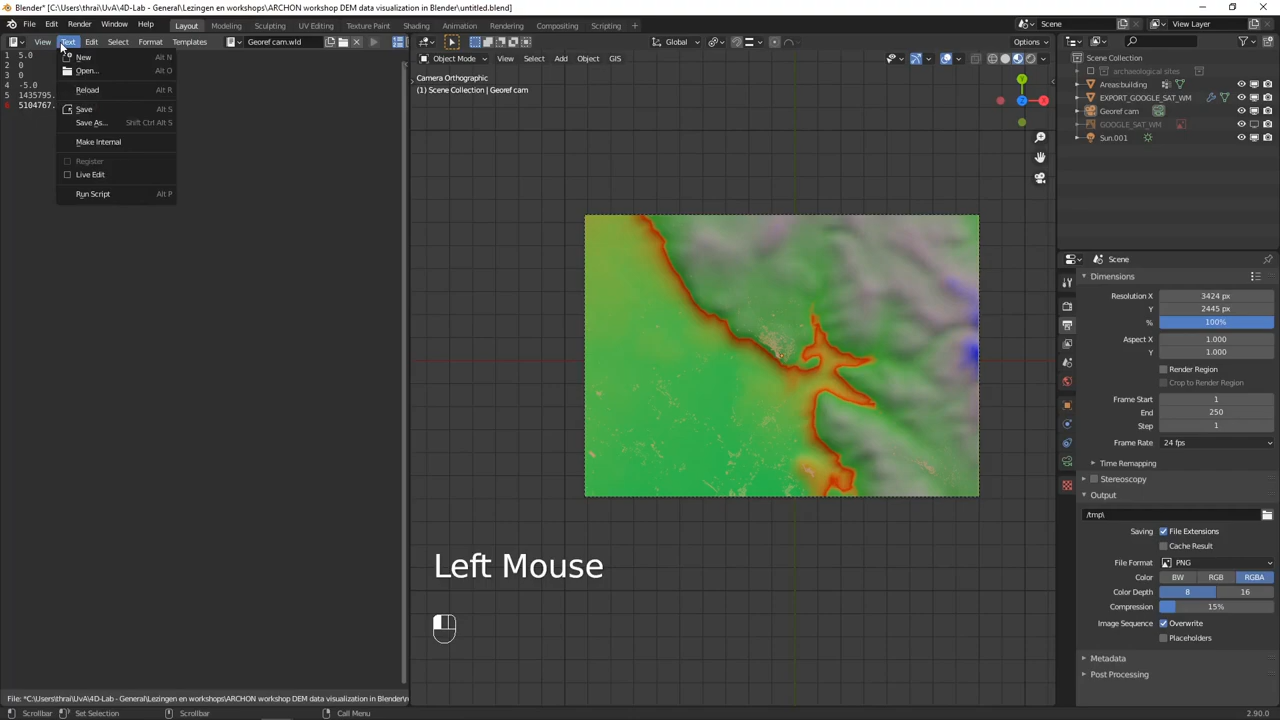 Blender* [C:\Users\thrai\UvA\4D-Lab - General\Lezingen en workshops\ARCHON workshop DEM data visualization in Blender\untitled.blend]
File Edit Render Window Help Layout Modeling Sculpting UV Editing Texture Paint Shading Animation Rendering Compositing Scripting Scene View Layer
View Text Edit Select Format Templates Georef cam.wld Global Options
1 5.0
2 0
3 0
4 -5.0
5 1435795.
6 5104767.
New Alt N
Open... Alt O
Reload Alt R
Save Alt S
Save As... Shift Ctrl Alt S
Make Internal
Register
Live Edit
Run Script Alt P
Object Mode View Select Add Object GIS
Camera Orthographic
(1) Scene Collection | Georef cam
Scene Collection
archaeological sites
Areas:building
EXPORT_GOOGLE_SAT_WM
Georef cam
GOOGLE_SAT_WM
Sun.001
Scene
Dimensions
Resolution X 3424 px
Y 2445 px
% 100%
Aspect X 1.000
Y 1.000
Render Region
Crop to Render Region
Frame Start 1
End 250
Step 1
Frame Rate 24 fps
Time Remapping
Stereoscopy
Output
/tmp\
Saving File Extensions
Cache Result
File Format PNG
Color BW RGB RGBA
Color Depth 8 16
Compression 15%
Image Sequence Overwrite
Placeholders
Metadata
Post Processing
Left Mouse
File: *C:\Users\thrai\UvA\4D-Lab - General\Lezingen en workshops\ARCHON workshop DEM data visualization in Blender\
Scrollbar Set Selection Scrollbar Call Menu 2.90.0